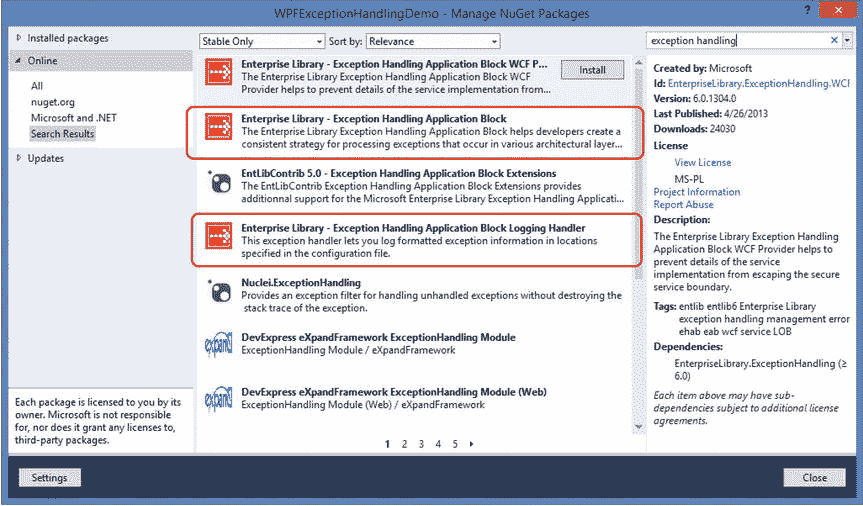 WPFExceptionHandlingDemo - Manage NuGet Packages
?
Installed packages
Online
All
nuget.org
Microsoft and .NET
Search Results
Updates
Each package is licensed to you by its
owner. Microsoft is not responsible
for, nor does it grant any licenses to,
third-party packages.
Stable Only
Sort by:
Relevance
Enterprise Library - Exception Handling Application Block WCF P...
The Enterprise Library Exception Handling Application Block WCF
Provider helps to prevent details of the service implementation from...
Install
Enterprise Library - Exception Handling Application Block
The Enterprise Library Exception Handling Application Block helps developers create a
consistent strategy for processing exceptions that occur in various architectural layer...
EntLibContrib 5.0 - Exception Handling Application Block Extensions
The EntLibContrib Exception Handling Application Block Extensions provides
additionnal support for the Microsoft Enterprise Library Exception Handling Applicati...
Enterprise Library - Exception Handling Application Block Logging Handler
This exception handler lets you log formatted exception information in locations
specified in the configuration file.
Nuclei.ExceptionHandling
Provides an exception filter for handling unhandled exceptions without destroying the
stack trace of the exception.
expand
DevExpress eXpandFramework ExceptionHandling Module
ExceptionHandling Module / eXpandFramework
expand
DevExpress eXpandFramework ExceptionHandling Module (Web)
ExceptionHandling Module (Web) / eXpandFramework
1 2 3 4 5
exception handling
Created by: Microsoft
Id: EnterpriseLibrary.ExceptionHandling.WCF
Version: 6.0.1304.0
Last Published: 4/26/2013
Downloads: 24030
License
View License
MS-PL
Project Information
Report Abuse
Description:
The Enterprise Library Exception Handling
Application Block WCF Provider helps to
prevent details of the service
implementation from escaping the secure
service boundary.
Tags: entlib entlib6 Enterprise Library
exception handling management error
ehab eab wcf service LOB
Dependencies:
EnterpriseLibrary.ExceptionHandling (≥
6.0)
Each item above may have sub-
dependencies subject to additional license
agreements.
Settings
Close